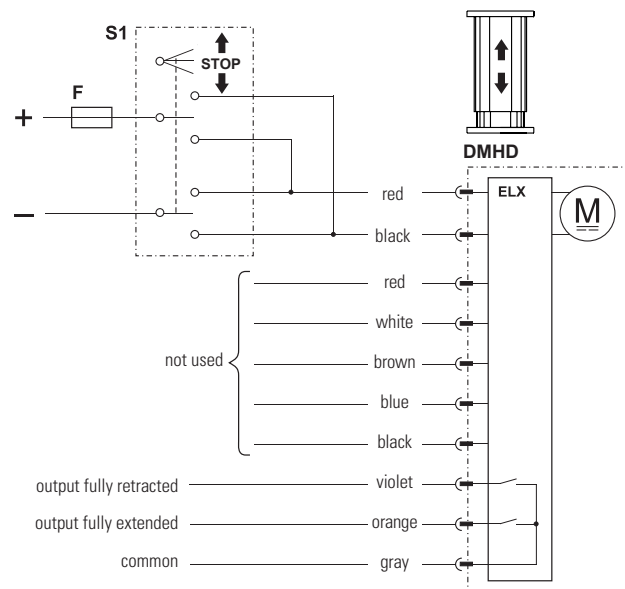 S1
STOP
F
+
–
DMHD
ELX
M
red
black
red
white
not used
brown
blue
black
output fully retracted
violet
output fully extended
orange
common
gray